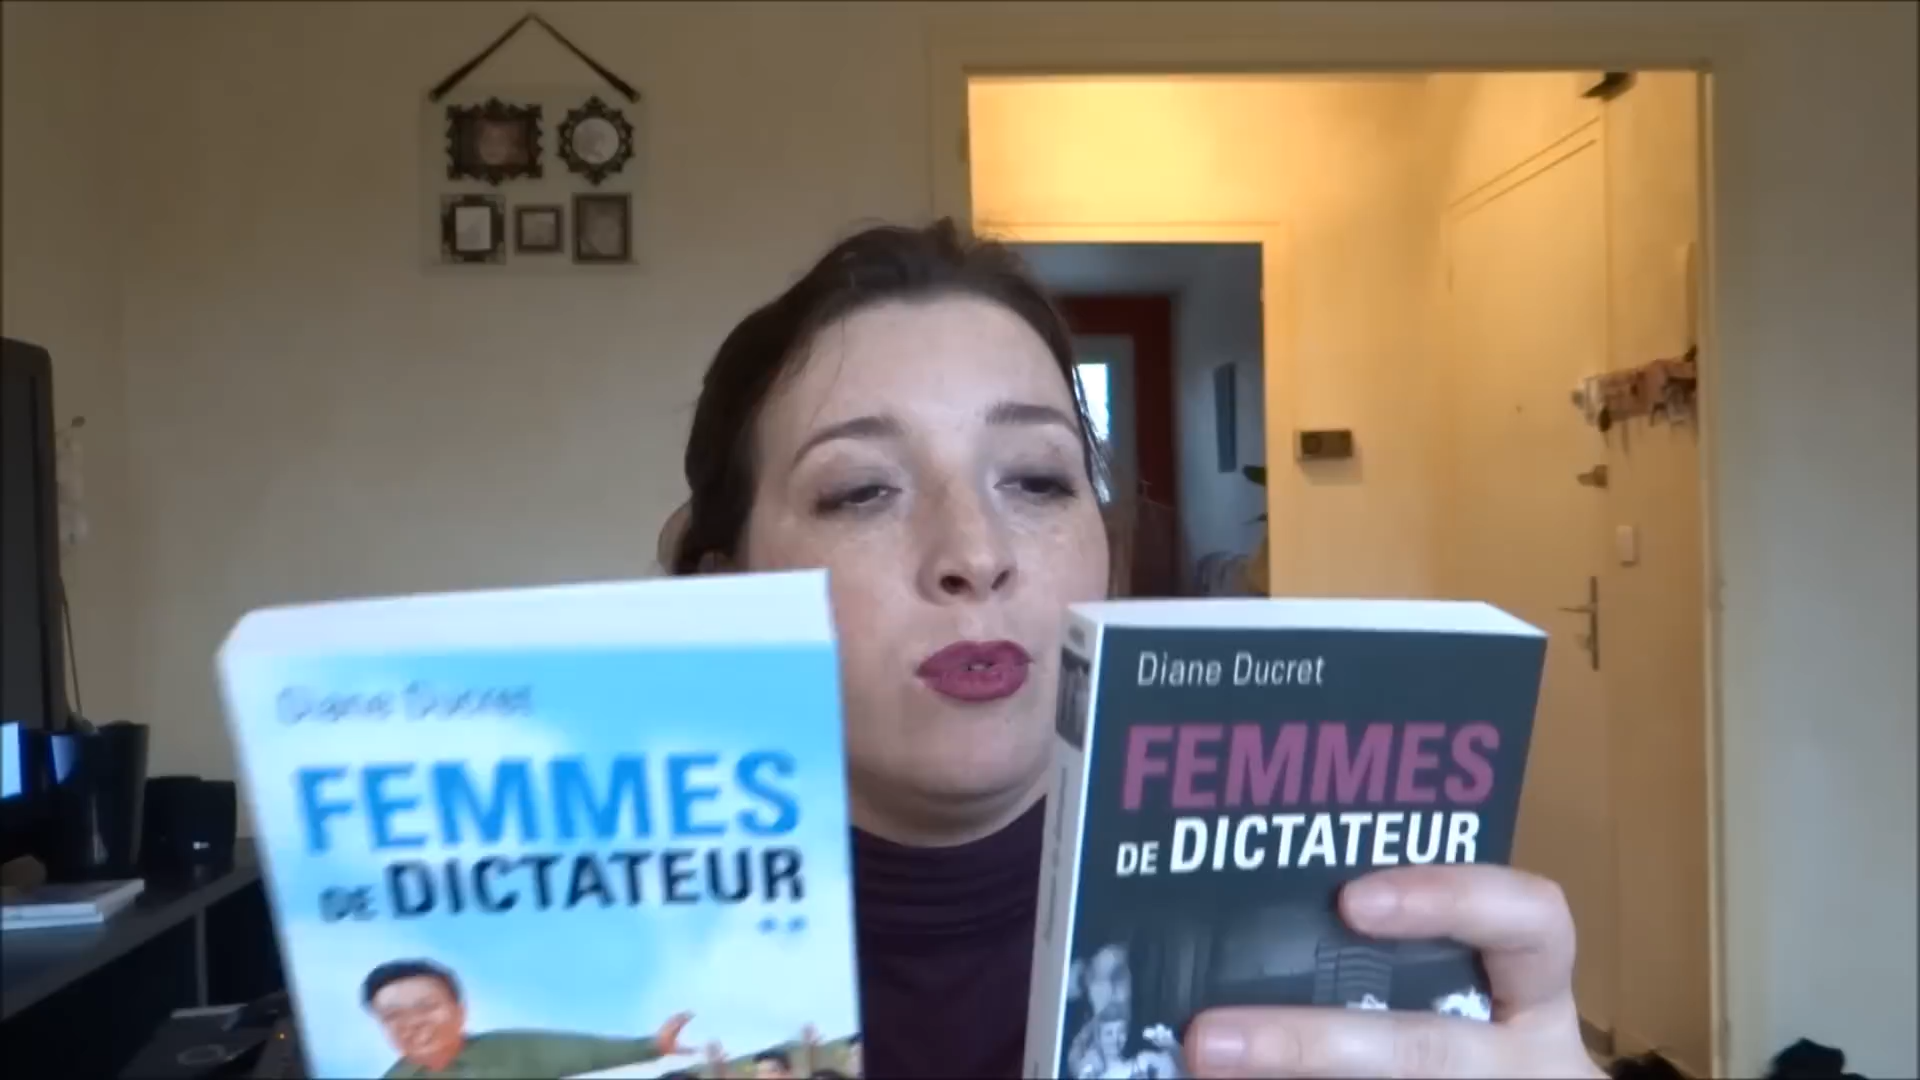 Diane Ducret
FEMMES
DE DICTATEUR
Diane Ducret
FEMMES
DE DICTATEUR